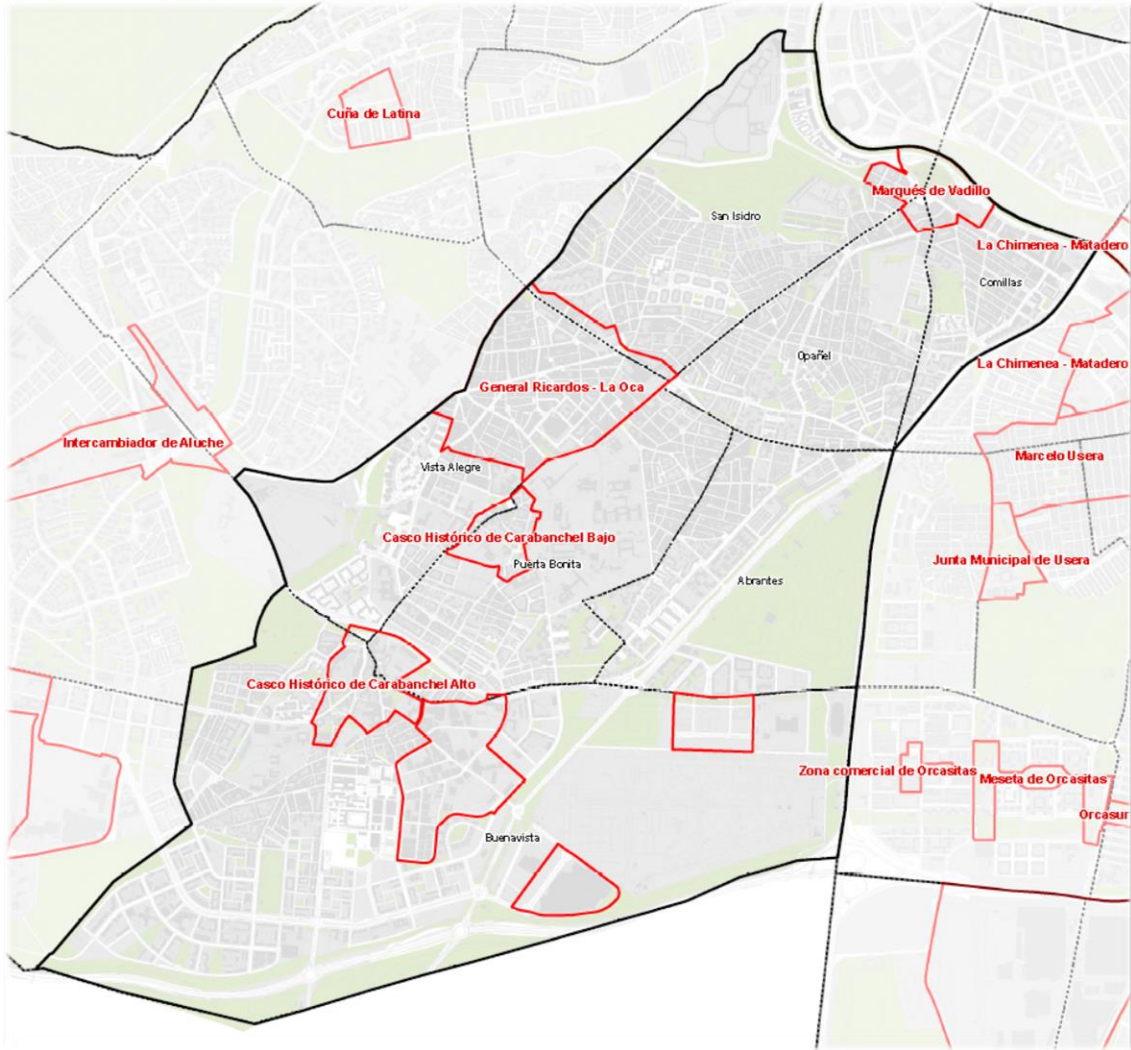 Cuña de Latina
Marqués de Vadillo
San Isidro
La Chimenea - Matadero
Comillas
Opañel
La Chimenea - Matadero
General Ricardos - La Oca
Intercambiador de Aluche
Marcelo Usera
Vista Alegre
Casco Histórico de Carabanchel Bajo
Junta Municipal de Usera
Puerta Bonita
Abrantes
Casco Histórico de Carabanchel Alto
Zona comercial de Orcasitas
Meseta de Orcasitas
Orcasur
Buenavista